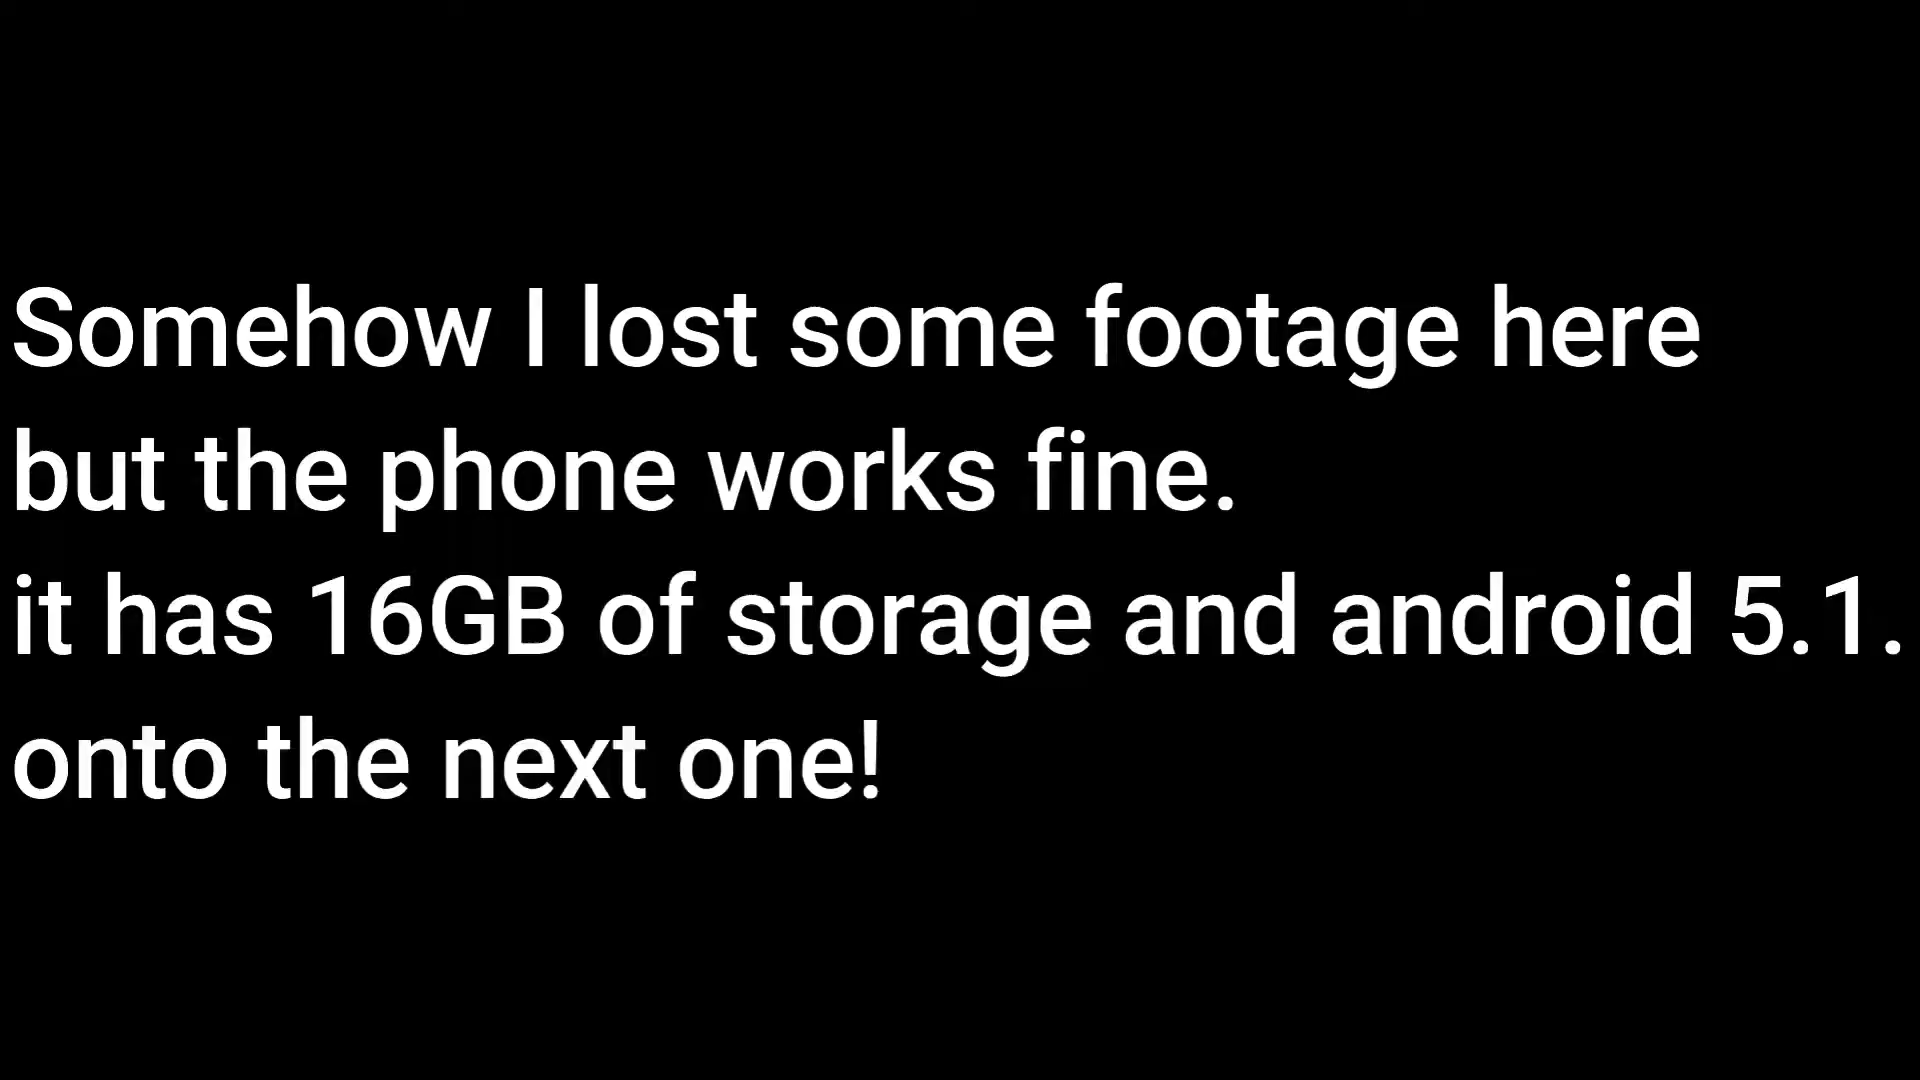 Somehow I lost some footage here
but the phone works fine.
it has 16GB of storage and android 5.1.
onto the next one!